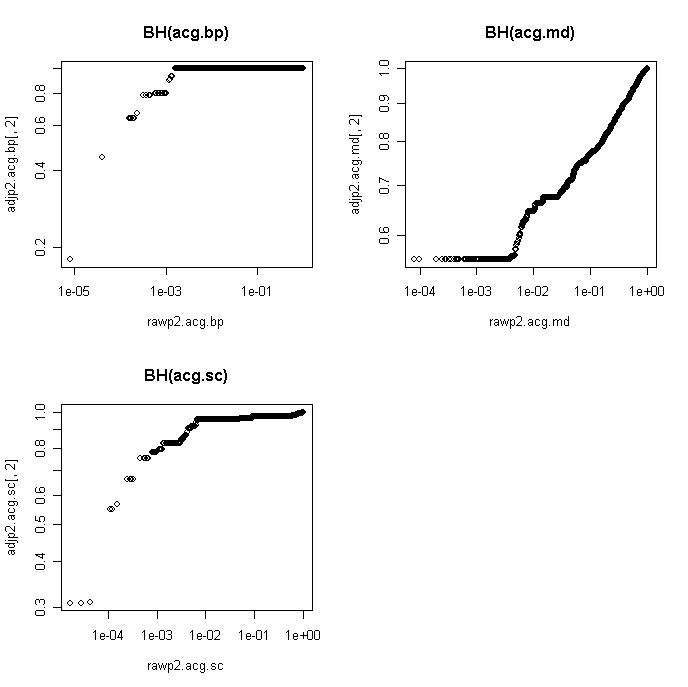 BH(acg.bp)
adjp2.acg.bp[, 2]
0.8
0.6
0.4
0.2
1e-05 1e-03 1e-01
rawp2.acg.bp
BH(acg.md)
adjp2.acg.md[, 2]
1.0
0.9
0.8
0.7
0.6
1e-04 1e-03 1e-02 1e-01 1e+00
rawp2.acg.md
BH(acg.sc)
adjp2.acg.sc[, 2]
1.0
0.8
0.6
0.5
0.4
0.3
1e-04 1e-03 1e-02 1e-01 1e+00
rawp2.acg.sc